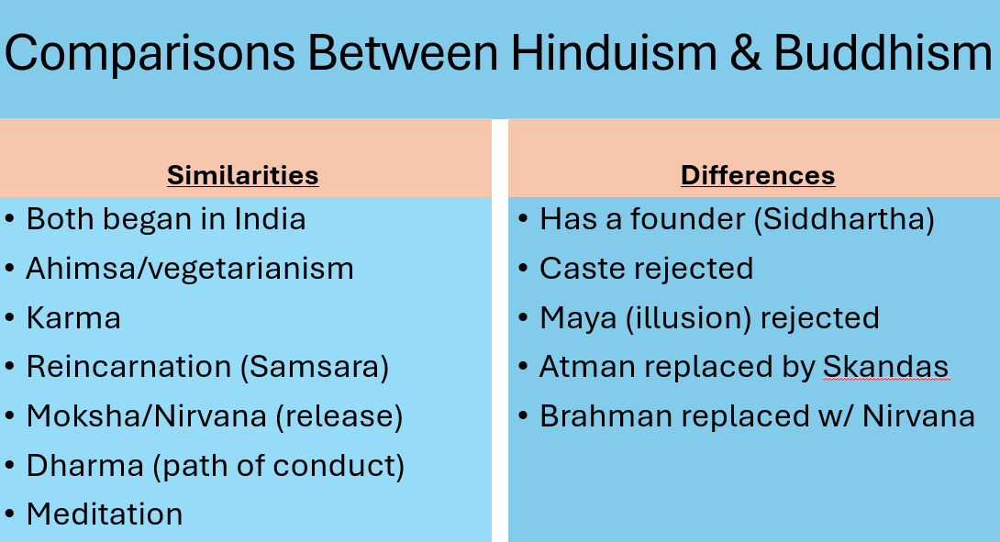 Comparisons Between Hinduism & Buddhism
Similarities
• Both began in India
• Ahimsa/vegetarianism
• Karma
• Reincarnation (Samsara)
• Moksha/Nirvana (release)
• Dharma (path of conduct)
• Meditation
Differences
• Has a founder (Siddhartha)
• Caste rejected
• Maya (illusion) rejected
• Atman replaced by Skandas
• Brahman replaced w/ Nirvana